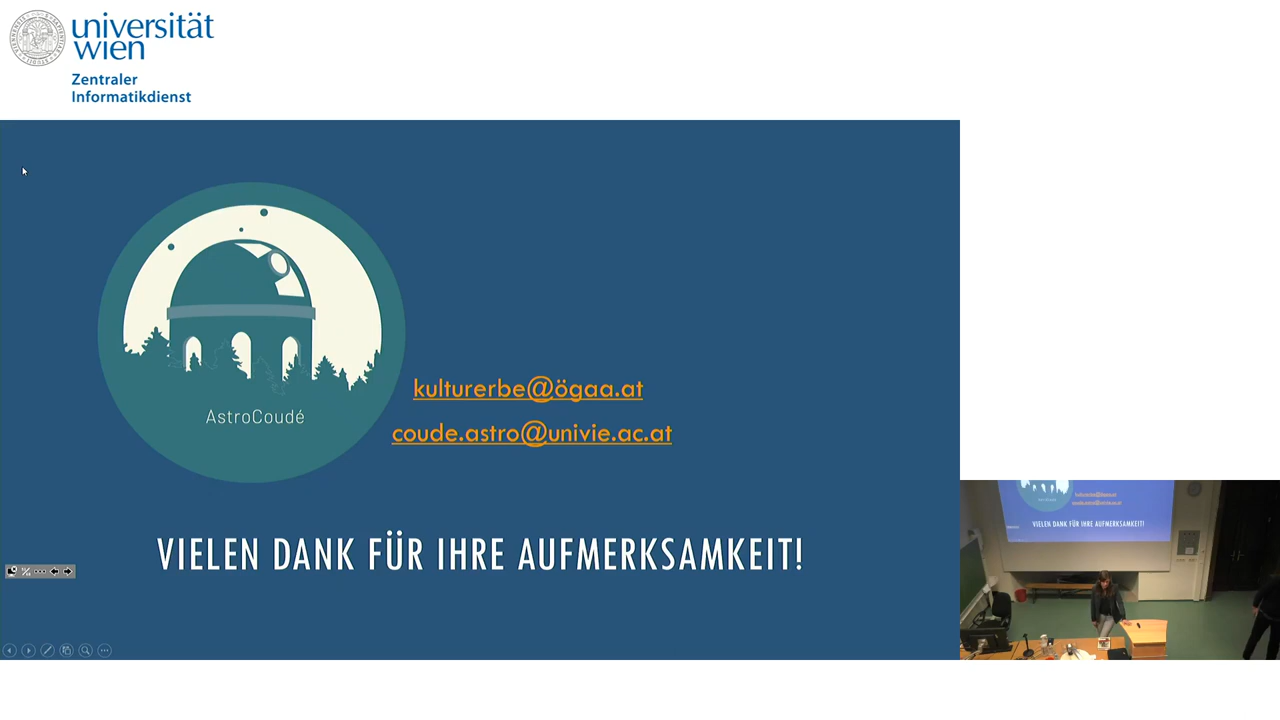 universität
wien
Zentraler
Informatikdienst
AstroCoudé
kulturerbe@ögaa.at
coude.astro@univie.ac.at
VIELEN DANK FÜR IHRE AUFMERKSAMKEIT!
VIELEN DANK FÜR IHRE AUFMERKSAMKEIT!